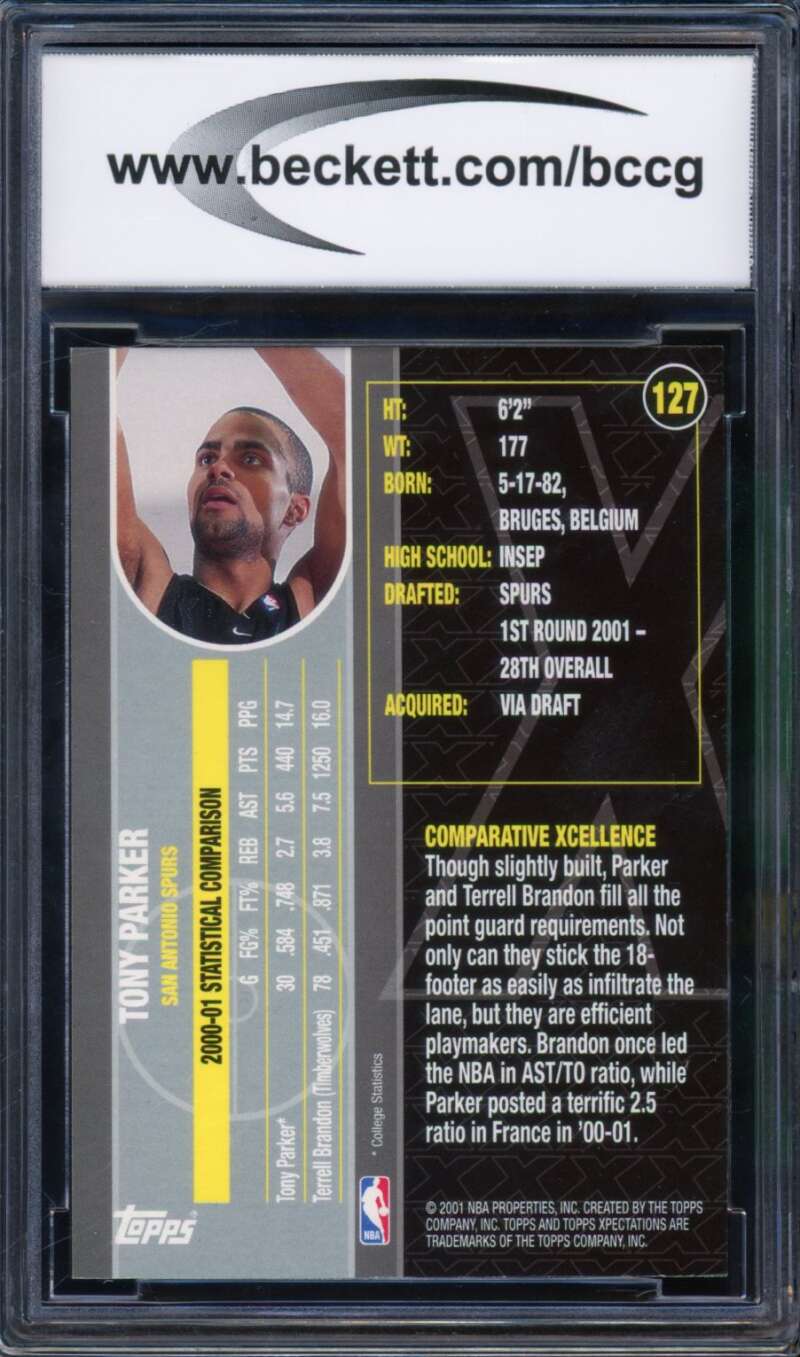 www.beckett.com/bccg
127
HT: 6'2"
WT: 177
BORN: 5-17-82,
BRUGES, BELGIUM
HIGH SCHOOL: INSEP
DRAFTED: SPURS
1ST ROUND 2001 –
28TH OVERALL
ACQUIRED: VIA DRAFT
COMPARATIVE XCELLENCE
Though slightly built, Parker
and Terrell Brandon fill all the
point guard requirements. Not
only can they stick the 18-
footer as easily as infiltrate the
lane, but they are efficient
playmakers. Brandon once led
the NBA in AST/TO ratio, while
Parker posted a terrific 2.5
ratio in France in '00-01.
© 2001 NBA PROPERTIES, INC. CREATED BY THE TOPPS
COMPANY, INC. TOPPS AND TOPPS XPECTATIONS ARE
TRADEMARKS OF THE TOPPS COMPANY, INC.
TONY PARKER
SAN ANTONIO SPURS
2000-01 STATISTICAL COMPARISON
G FG% FT% REB AST PTS PPG
Tony Parker* 30 .584 .748 2.7 5.6 440 14.7
Terrell Brandon (Timberwolves) 78 .451 .871 3.8 7.5 1250 16.0
* College Statistics
NBA
TOPPS